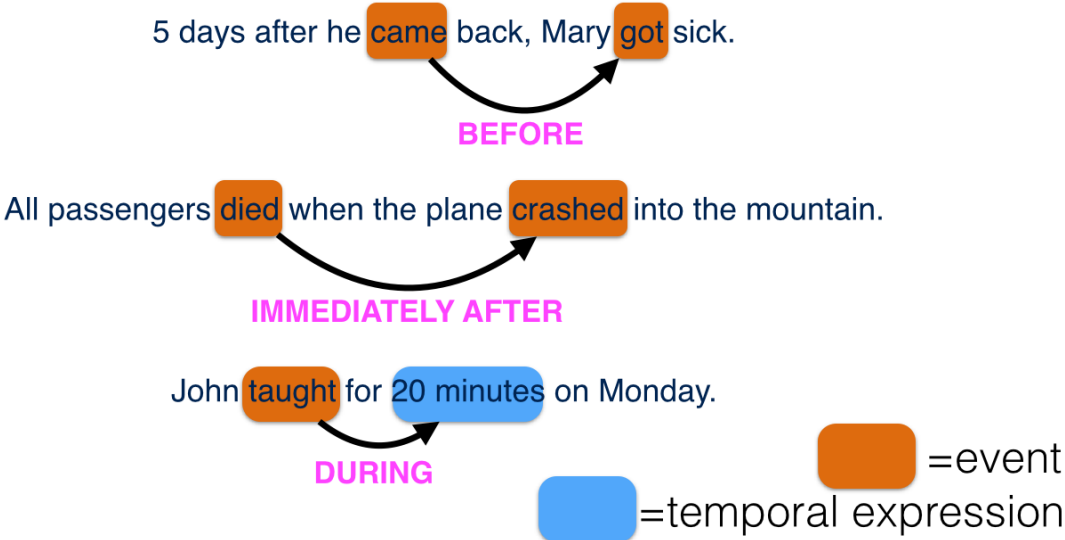 5 days after he came back, Mary got sick.
BEFORE
All passengers died when the plane crashed into the mountain.
IMMEDIATELY AFTER
John taught for 20 minutes on Monday.
DURING
=event
=temporal expression